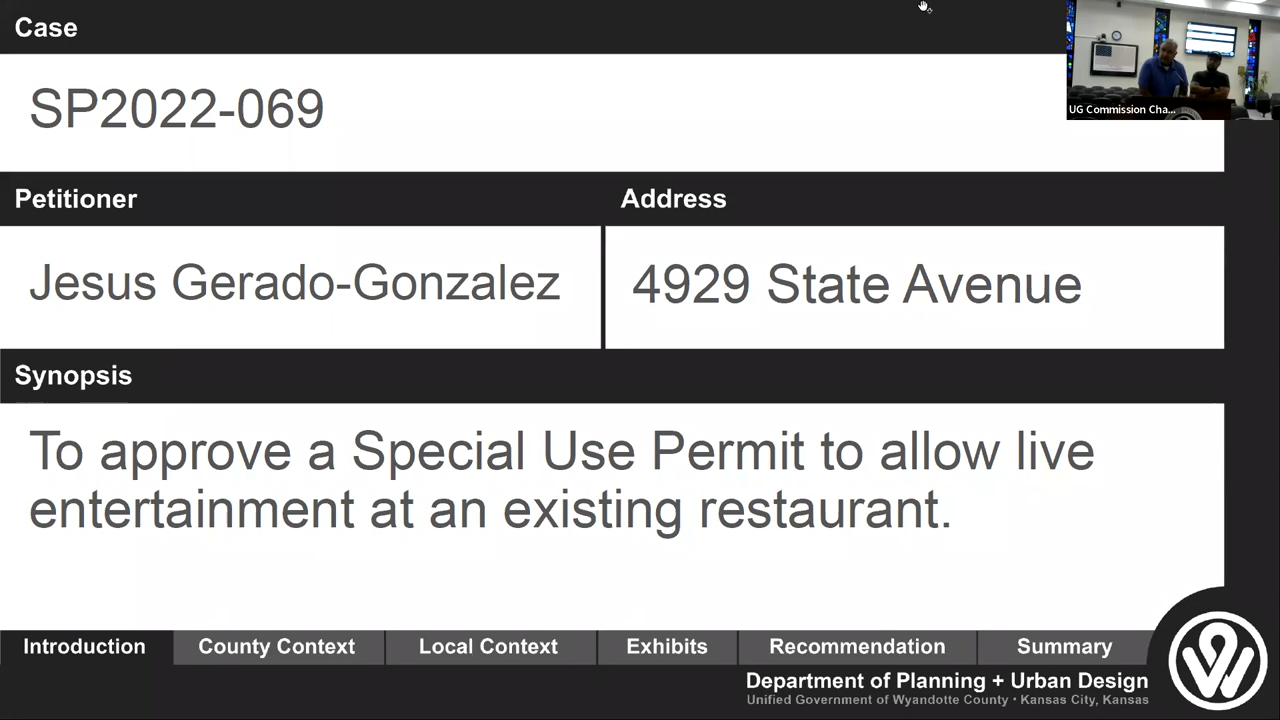 Case
SP2022-069
UG Commission Cha...
Petitioner
Address
Jesus Gerado-Gonzalez
4929 State Avenue
Synopsis
To approve a Special Use Permit to allow live
entertainment at an existing restaurant.
Introduction
County Context
Local Context
Exhibits
Recommendation
Summary
Department of Planning + Urban Design
Unified Government of Wyandotte County • Kansas City, Kansas